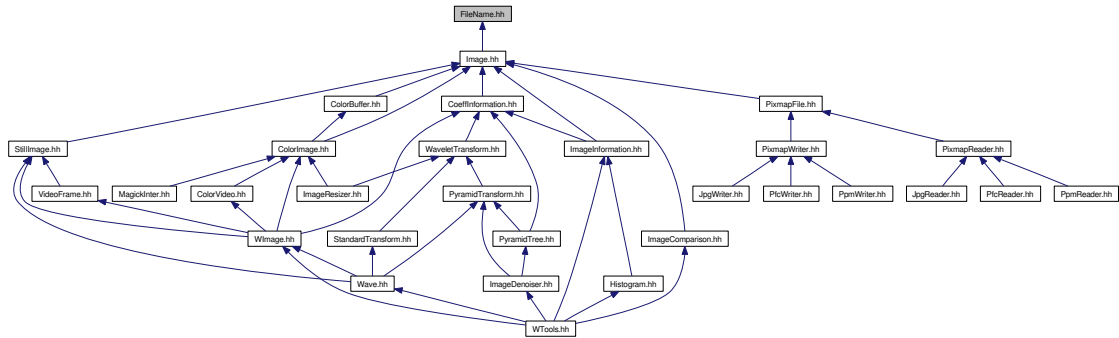 FileName.hh
Image.hh
ColorBuffer.hh
CoeffInformation.hh
PixmapFile.hh
StillImage.hh
ColorImage.hh
WaveletTransform.hh
ImageInformation.hh
PixmapWriter.hh
PixmapReader.hh
VideoFrame.hh
MagickInter.hh
ColorVideo.hh
ImageResizer.hh
PyramidTransform.hh
JpgWriter.hh
PfcWriter.hh
PpmWriter.hh
JpgReader.hh
PfcReader.hh
PpmReader.hh
WImage.hh
StandardTransform.hh
PyramidTree.hh
ImageComparison.hh
Wave.hh
ImageDenoiser.hh
Histogram.hh
WTools.hh